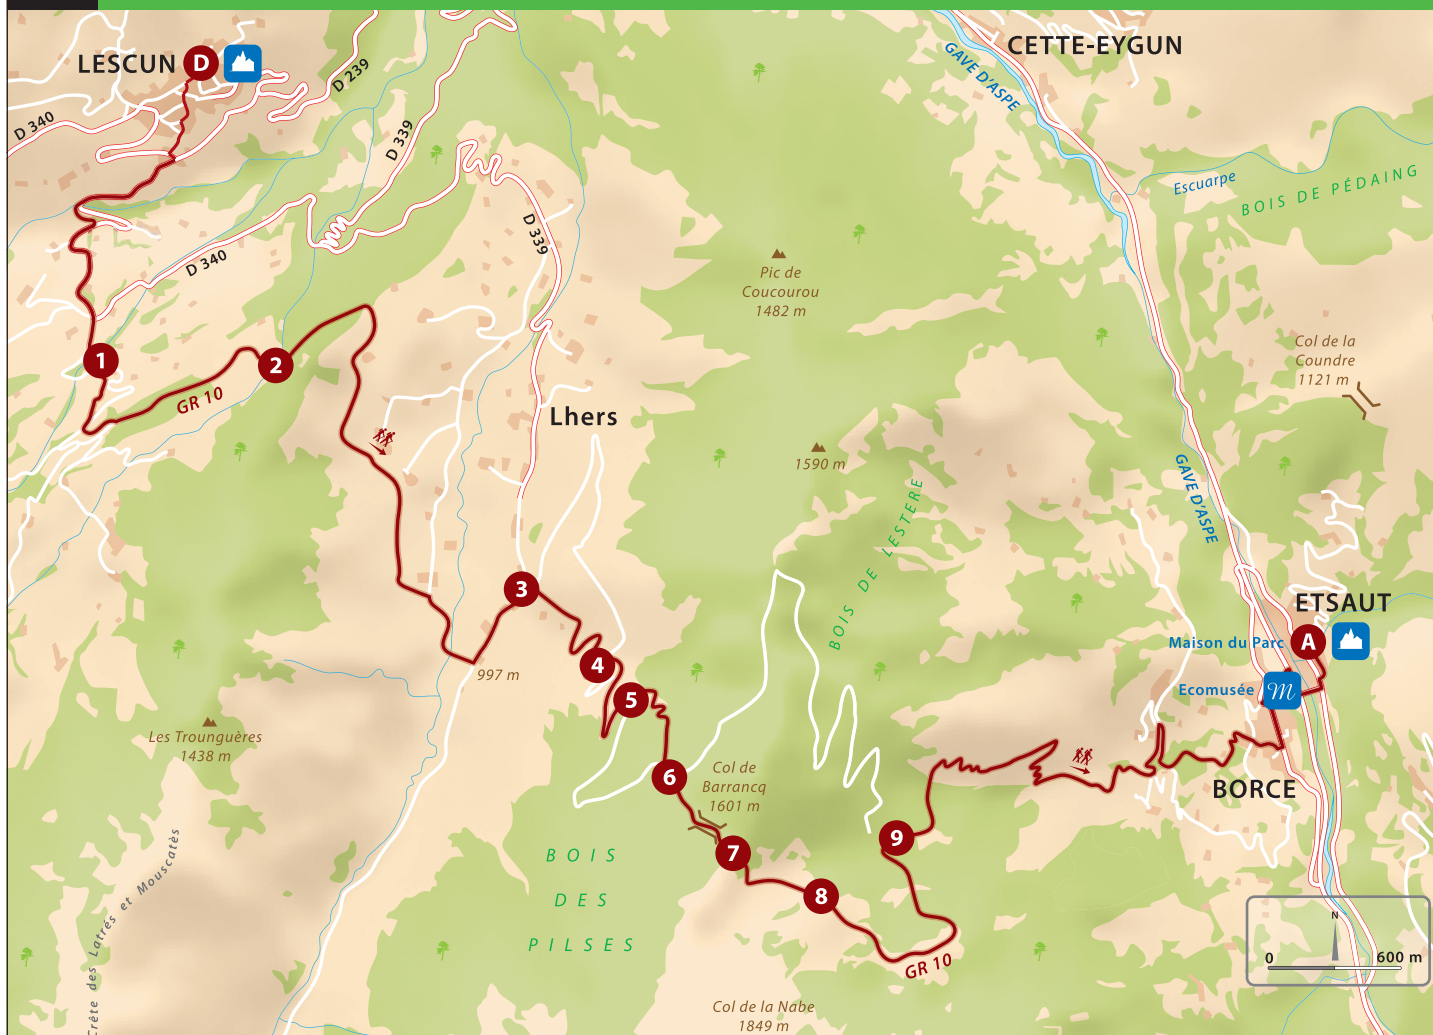 LESCUN
D
D 239
D 340
D 339
D 340
D 339
GAVE D'ASPE
CETTE-EYGUN
Escuarpe
BOIS DE PÉDAING
Pic de
Coucourou
1482 m
Col de la
Coundre
1121 m
1
2
GR 10
Lhers
1590 m
BOIS DE LESTERE
GAVE D'ASPE
3
997 m
4
5
ETSAUT
Maison du Parc
A
Ecomusée
m
Les Trounguères
1438 m
6
Col de
Barrancq
1601 m
BORCE
7
8
9
BOIS
DES
PILSES
Crête des Latrés et Mouscatès
GR 10
Col de la Nabe
1849 m
N
0
600 m